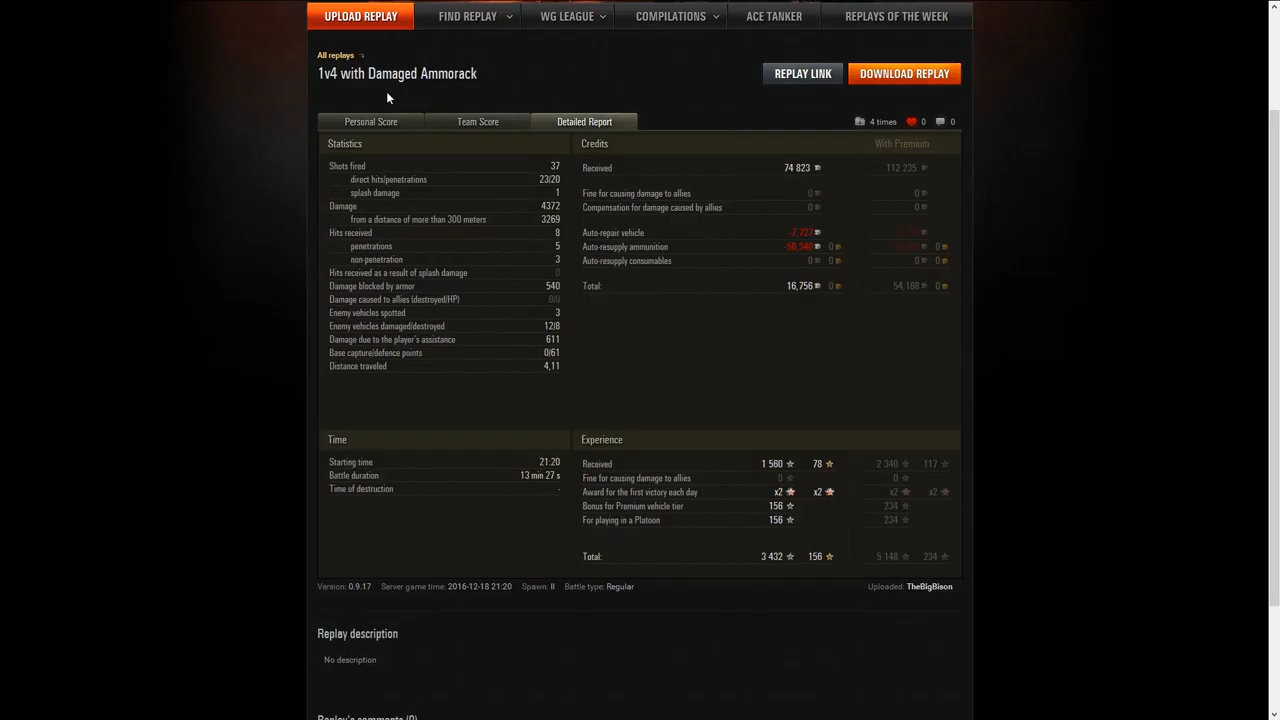 UPLOAD REPLAY FIND REPLAY WG LEAGUE COMPILATIONS ACE TANKER REPLAYS OF THE WEEK
All replays
1v4 with Damaged Ammorack REPLAY LINK DOWNLOAD REPLAY
Personal Score Team Score Detailed Report 4 times 0 0
Statistics Credits With Premium
Shots fired 37 Received 74 823 112 235
direct hits/penetrations 23/20
splash damage 1 Fine for causing damage to allies 0 0
Damage 4372 Compensation for damage caused by allies 0 0
from a distance of more than 300 meters 3269
Hits received 8 Auto-repair vehicle -7,727
penetrations 5 Auto-resupply ammunition -50,340 0 0
non-penetration 3 Auto-resupply consumables 0 0 0 0
Hits received as a result of splash damage 0
Damage blocked by armor 540 Total: 16,756 0 54,168 0
Damage caused to allies (destroyed/HP) 0/0
Enemy vehicles spotted 3
Enemy vehicles damaged/destroyed 12/8
Damage due to the player's assistance 611
Base capture/defence points 0/61
Distance traveled 4,11
Time Experience
Starting time 21:20 Received 1 560 78 2 340 117
Battle duration 13 min 27 s Fine for causing damage to allies 0 0
Time of destruction - Award for the first victory each day x2 x2 x2 x2
Bonus for Premium vehicle tier 156 234
For playing in a Platoon 156 234
Total: 3 432 156 5 148 234
Version: 0.9.17 Server game time: 2016-12-18 21:20 Spawn: II Battle type: Regular Uploaded: TheBigBison
Replay description
No description
Replay's comments (0)